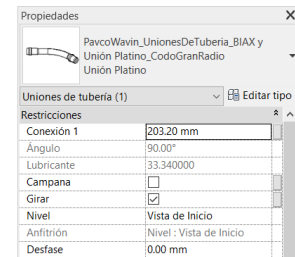 Propiedades
PavcoWavin_UnionesDeTuberia_BIAX y
Unión Platino_CodoGranRadio
Unión Platino
Uniones de tubería (1) Editar tipo
Restricciones
Conexión 1 203.20 mm
Ángulo 90.00°
Lubricante 33.340000
Campana
Girar
Nivel Vista de Inicio
Anfitrión Nivel : Vista de Inicio
Desfase 0.00 mm